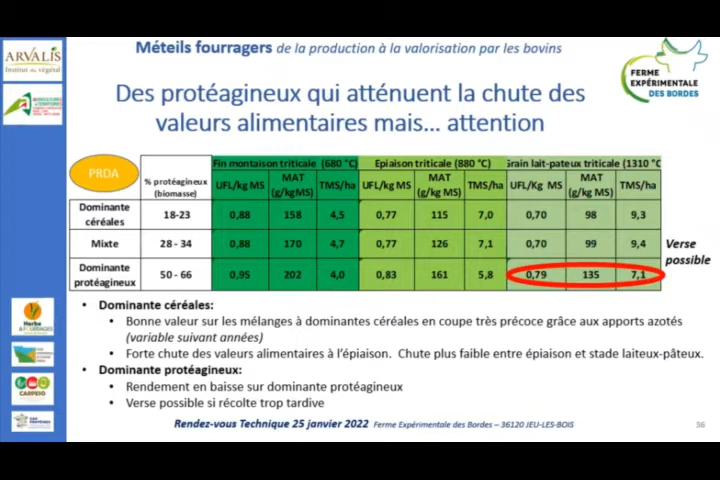 ARVALIS
Institut du végétal
Méteils fourragers de la production à la valorisation par les bovins
FERME
EXPÉRIMENTALE
DES BORDES
Des protéagineux qui atténuent la chute des
valeurs alimentaires mais... attention
PRDA
% protéagineux
(biomasse)
Fin montaison triticale (680 °C)
Epiaison triticale (880 °C)
Grain lait-pateux triticale (1310 °C
UFL/kg MS
MAT
(g/kgMS)
TMS/ha
UFL/kg MS
MAT
(g/kgMS)
TMS/ha
UFL/Kg MS
MAT
(g/kg MS)
TMS/ha
Dominante
céréales
18-23 0,88 158 4,5 0,77 115 7,0 0,70 98 9,3
Mixte 28 - 34 0,88 170 4,7 0,77 126 7,1 0,70 99 9,4
Dominante
protéagineux
50 - 66 0,95 202 4,0 0,83 161 5,8 0,79 135 7,1
Verse
possible
• Dominante céréales:
• Bonne valeur sur les mélanges à dominantes céréales en coupe très précoce grâce aux apports azotés
(variable suivant années)
• Forte chute des valeurs alimentaires à l'épiaison. Chute plus faible entre épiaison et stade laiteux-pâteux.
• Dominante protéagineux:
• Rendement en baisse sur dominante protéagineux
• Verse possible si récolte trop tardive
Herbe
& FOURRAGES
CARPESO
Rendez-vous Technique 25 janvier 2022 Ferme Expérimentale des Bordes – 36120 JEU-LES-BOIS
36